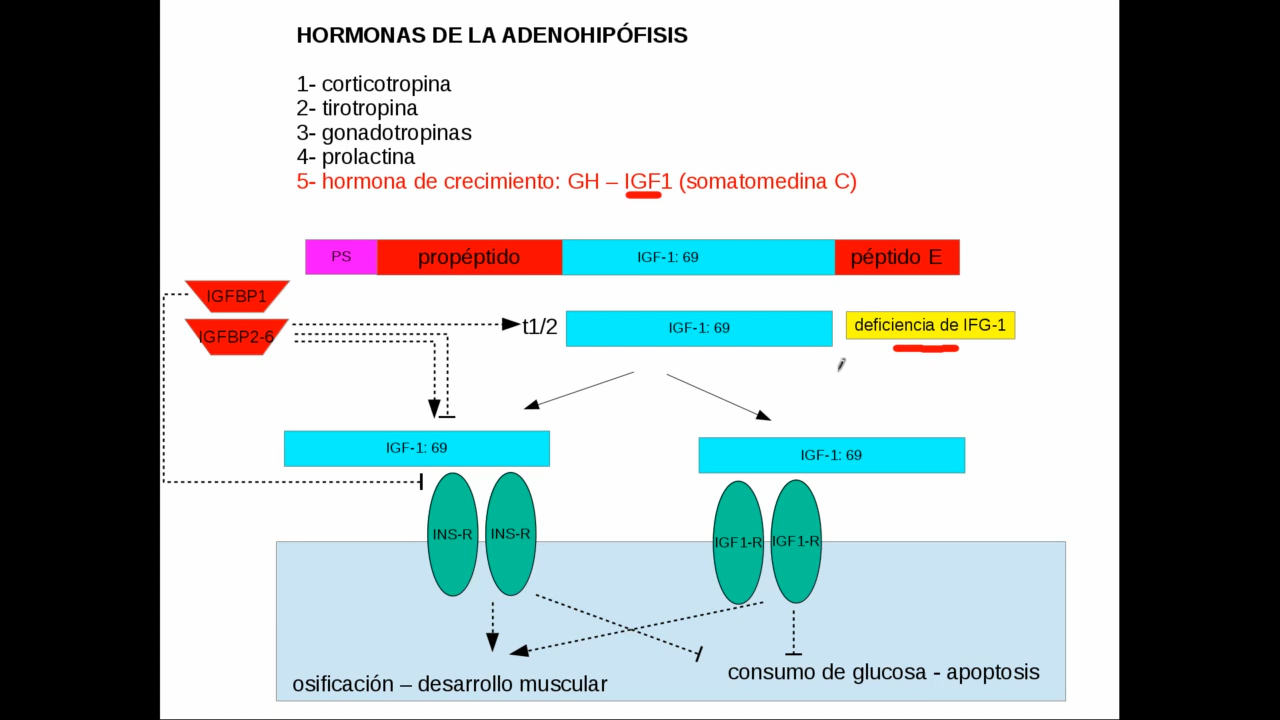 HORMONAS DE LA ADENOHIPÓFISIS
1- corticotropina
2- tirotropina
3- gonadotropinas
4- prolactina
5- hormona de crecimiento: GH – IGF1 (somatomedina C)
PS propéptido IGF-1: 69 péptido E
IGFBP1
IGFBP2-6
t1/2 IGF-1: 69 deficiencia de IFG-1
IGF-1: 69
IGF-1: 69
INS-R INS-R
IGF1-R IGF1-R
osificación – desarrollo muscular
consumo de glucosa - apoptosis